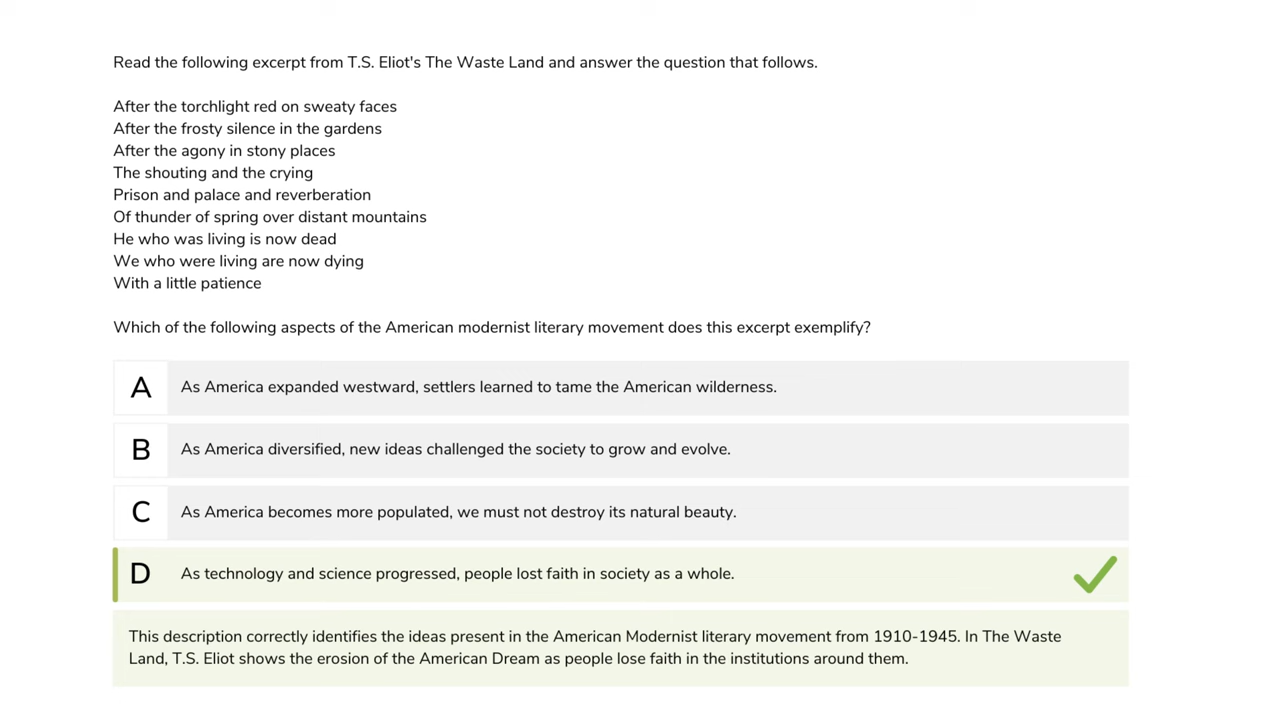 Read the following excerpt from T.S. Eliot's The Waste Land and answer the question that follows.
After the torchlight red on sweaty faces
After the frosty silence in the gardens
After the agony in stony places
The shouting and the crying
Prison and palace and reverberation
Of thunder of spring over distant mountains
He who was living is now dead
We who were living are now dying
With a little patience
Which of the following aspects of the American modernist literary movement does this excerpt exemplify?
A As America expanded westward, settlers learned to tame the American wilderness.
B As America diversified, new ideas challenged the society to grow and evolve.
C As America becomes more populated, we must not destroy its natural beauty.
D As technology and science progressed, people lost faith in society as a whole.
This description correctly identifies the ideas present in the American Modernist literary movement from 1910-1945. In The Waste
Land, T.S. Eliot shows the erosion of the American Dream as people lose faith in the institutions around them.